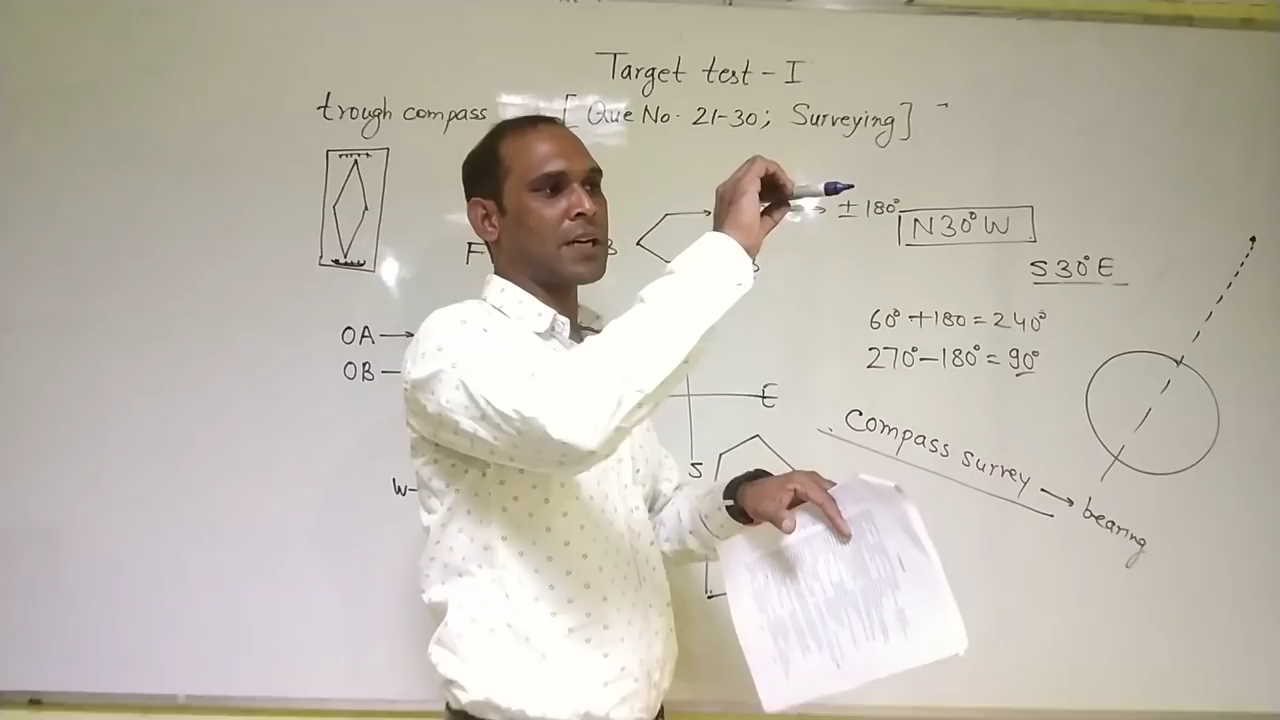 Target test - I
trough compass [Que No. 21-30; Surveying]
± 180°
N30°W
F
B
S30°E
OA →
60° + 180 = 240°
OB
270° - 180° = 90°
E
Compass survey → bearing
S
W